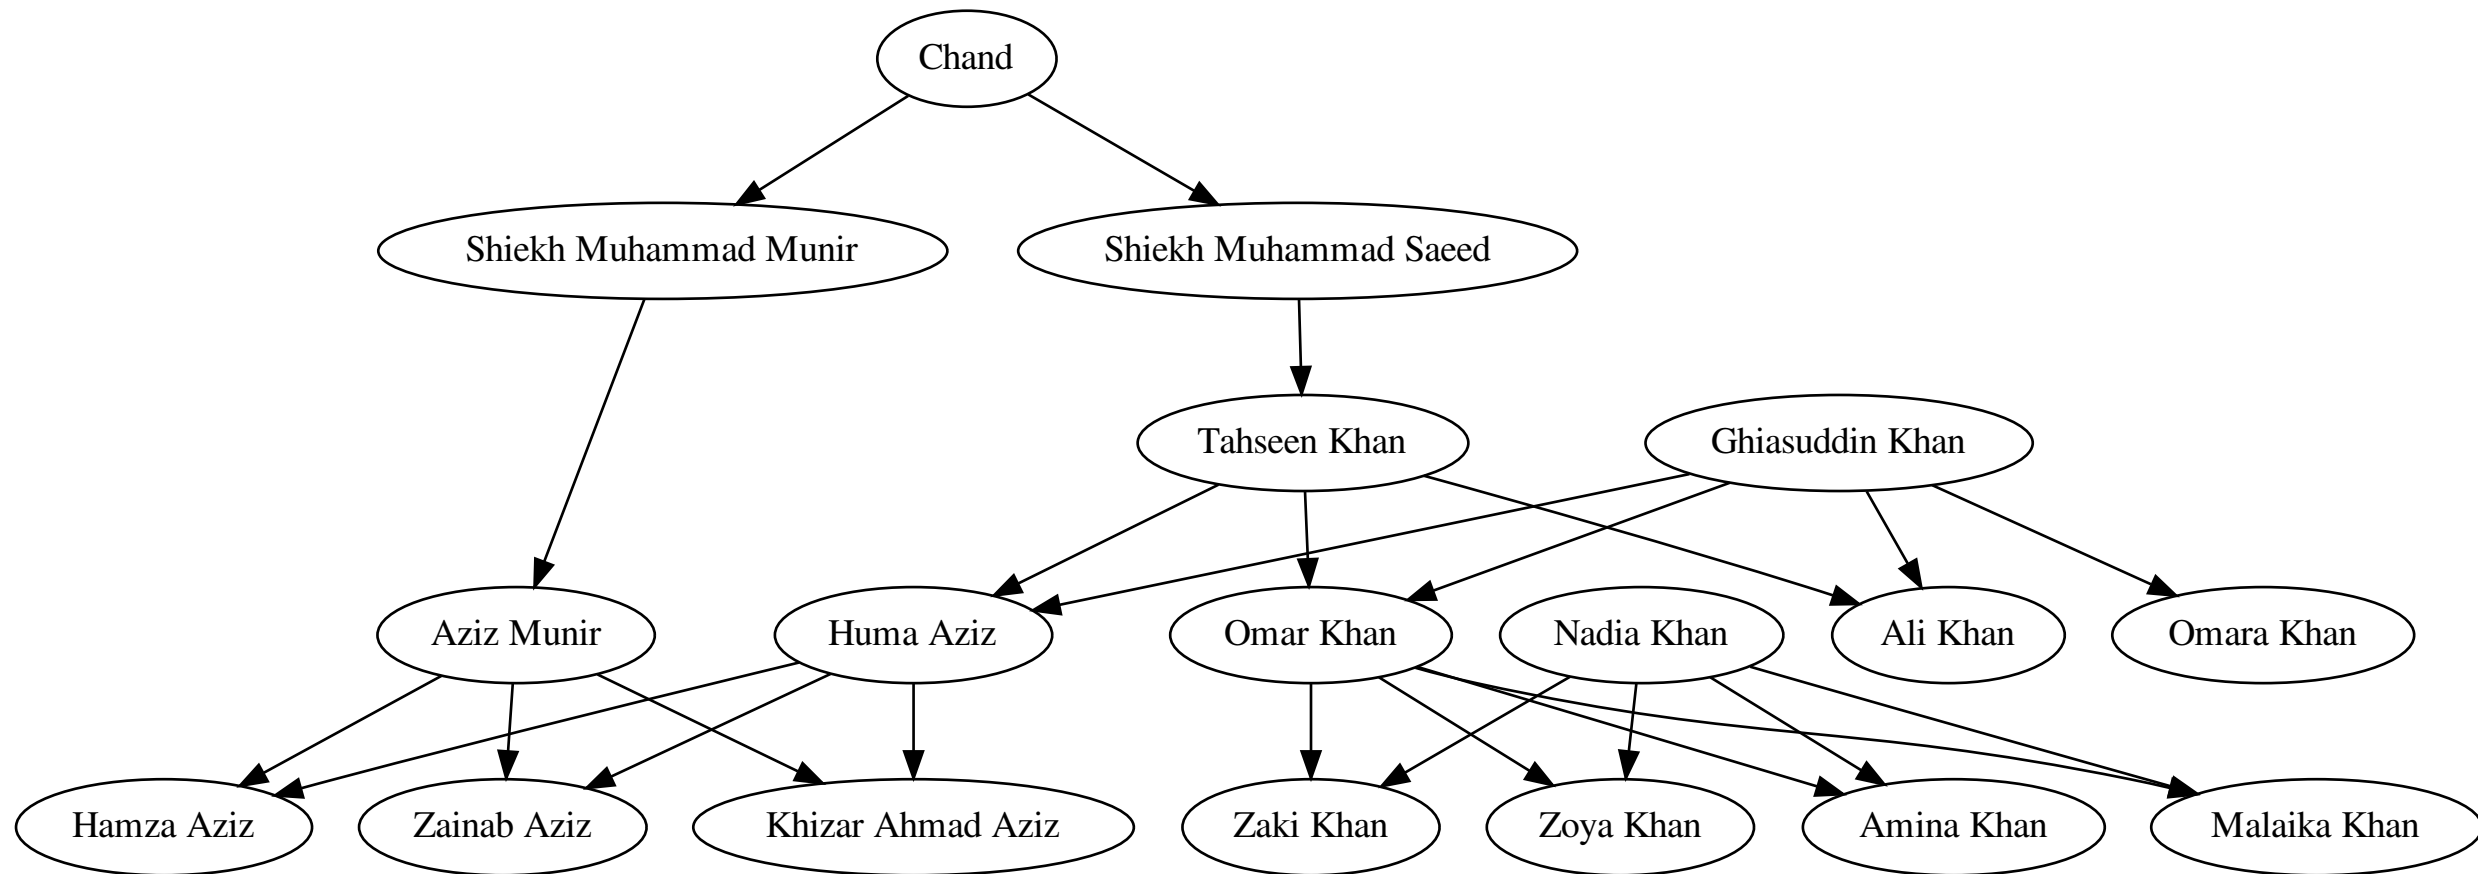 Chand
Shiekh Muhammad Munir
Shiekh Muhammad Saeed
Tahseen Khan
Ghiasuddin Khan
Aziz Munir
Huma Aziz
Omar Khan
Nadia Khan
Ali Khan
Omara Khan
Hamza Aziz
Zainab Aziz
Khizar Ahmad Aziz
Zaki Khan
Zoya Khan
Amina Khan
Malaika Khan